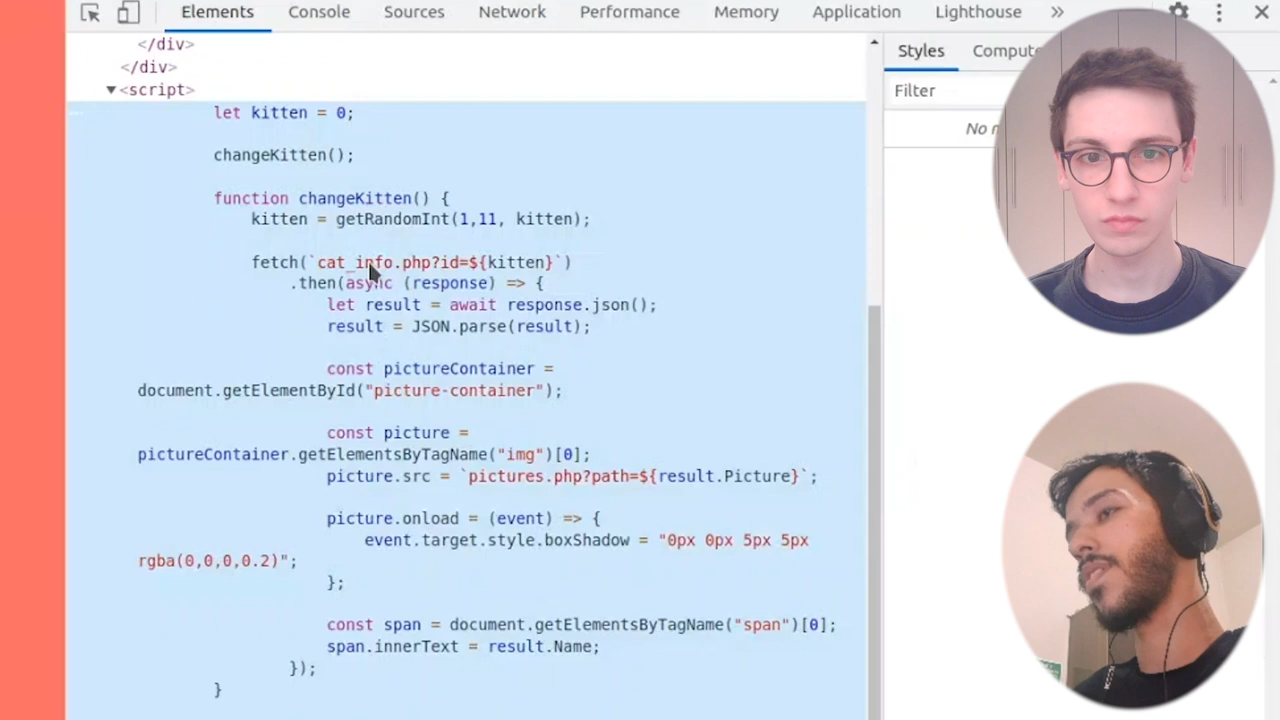 Elements Console Sources Network Performance Memory Application Lighthouse »
</div>
</div>
▼<script>
let kitten = 0;
changeKitten();
function changeKitten() {
kitten = getRandomInt(1,11, kitten);
fetch(`cat_info.php?id=${kitten}`)
.then(async (response) => {
let result = await response.json();
result = JSON.parse(result);
const pictureContainer =
document.getElementById("picture-container");
const picture =
pictureContainer.getElementsByTagName("img")[0];
picture.src = `pictures.php?path=${result.Picture}`;
picture.onload = (event) => {
event.target.style.boxShadow = "0px 0px 5px 5px
rgba(0,0,0,0.2)";
};
const span = document.getElementsByTagName("span")[0];
span.innerText = result.Name;
});
}
Styles
Filter
No